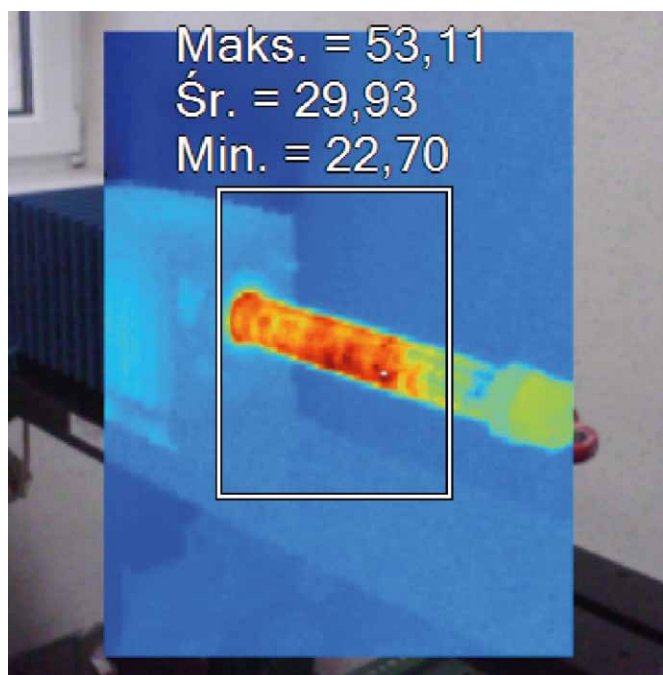 Maks. = 53,11
Śr. = 29,93
Min. = 22,70